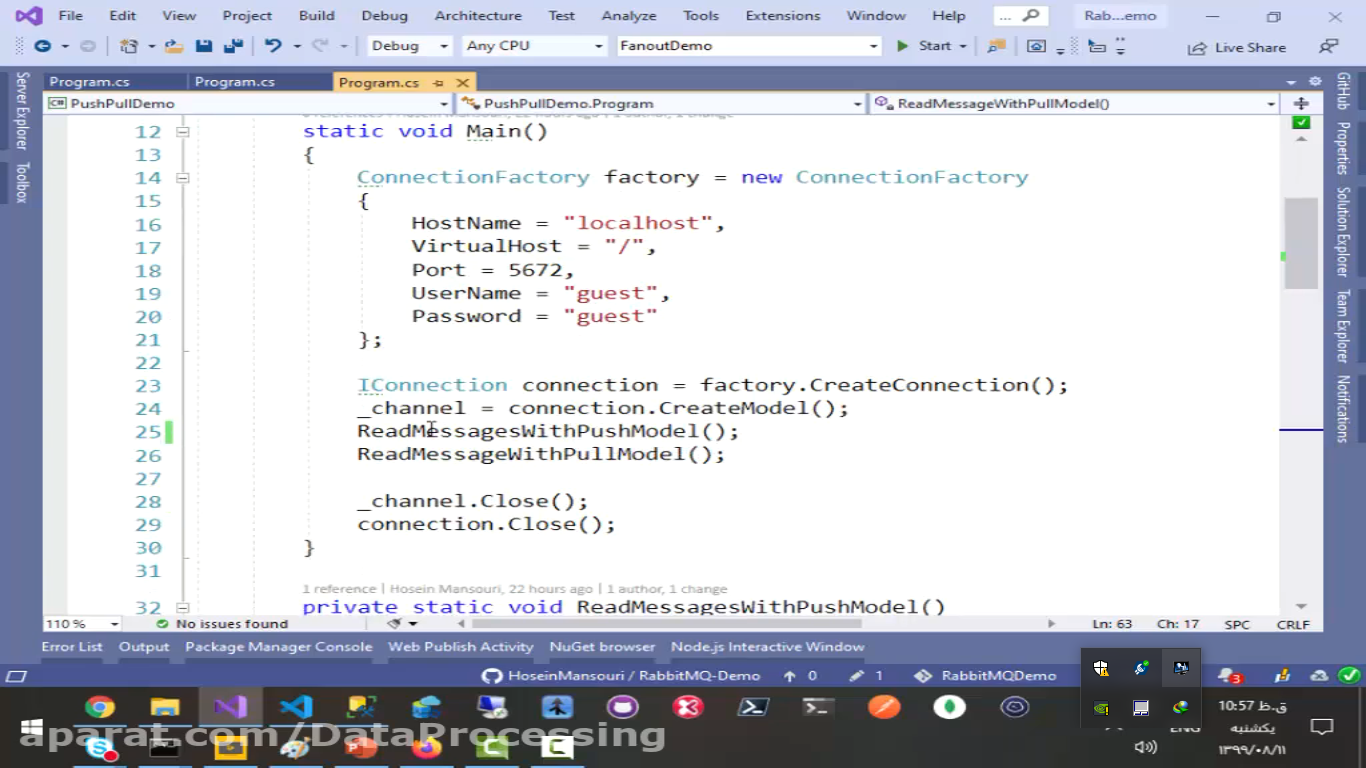 File Edit View Project Build Debug Architecture Test Analyze Tools Extensions Window Help ... Rab...emo
Debug Any CPU FanoutDemo Start Live Share
Server Explorer
Toolbox
Program.cs Program.cs Program.cs
PushPullDemo PushPullDemo.Program ReadMessageWithPullModel()
12 static void Main()
13 {
14 ConnectionFactory factory = new ConnectionFactory
15 {
16 HostName = "localhost",
17 VirtualHost = "/",
18 Port = 5672,
19 UserName = "guest",
20 Password = "guest"
21 };
22
23 IConnection connection = factory.CreateConnection();
24 _channel = connection.CreateModel();
25 ReadMessagesWithPushModel();
26 ReadMessageWithPullModel();
27
28 _channel.Close();
29 connection.Close();
30 }
31
1 reference | Hosein Mansouri, 22 hours ago | 1 author, 1 change
32 private static void ReadMessagesWithPushModel()
GitHub
Properties
Solution Explorer
Team Explorer
Notifications
110 % No issues found Ln: 63 Ch: 17 SPC CRLF
Error List Output Package Manager Console Web Publish Activity NuGet browser Node.js Interactive Window
HoseinMansouri / RabbitMQ-Demo 0 1 RabbitMQDemo 3
10:57 ق.ظ
یکشنبه
۱۳۹۹/۰۸/۱۱
ENG
aparat.com/DataProcessing